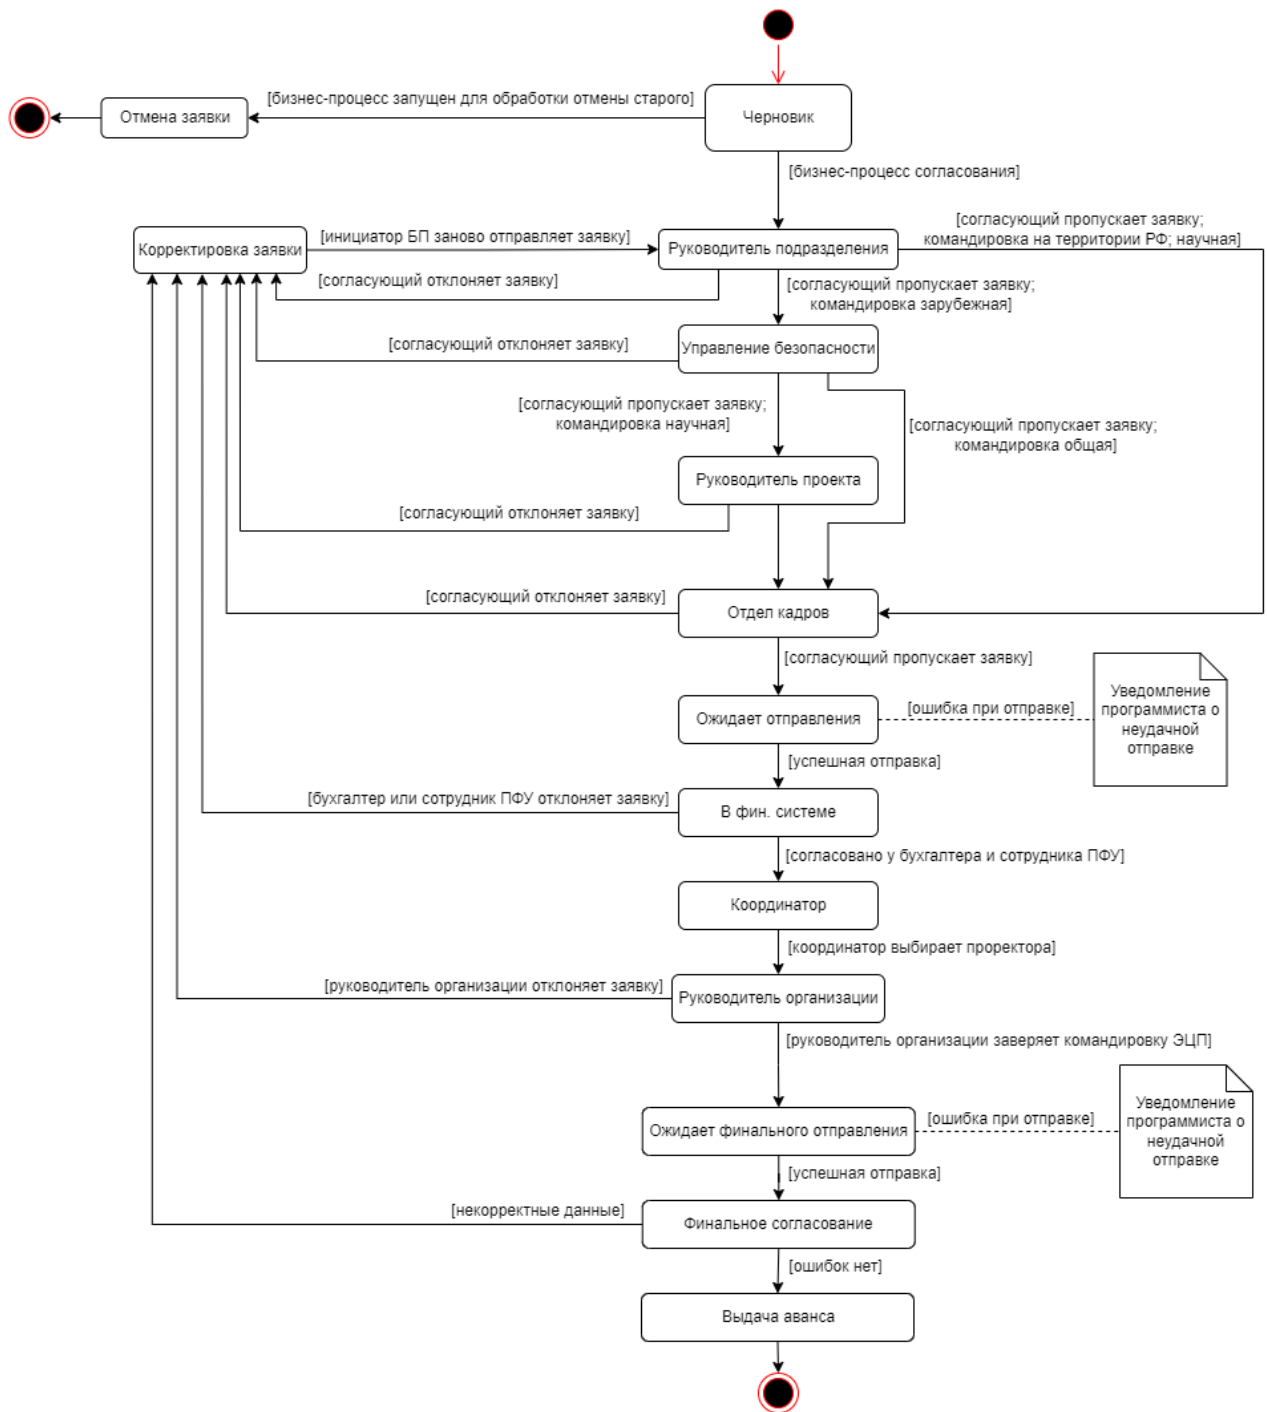 [бизнес-процесс запущен для обработки отмены старого]
Отмена заявки
Черновик
[бизнес-процесс согласования]
[согласующий пропускает заявку;
командировка на территории РФ; научная]
Корректировка заявки
[инициатор БП заново отправляет заявку]
Руководитель подразделения
[согласующий отклоняет заявку]
[согласующий пропускает заявку;
командировка зарубежная]
[согласующий отклоняет заявку]
Управление безопасности
[согласующий пропускает заявку;
командировка научная]
[согласующий пропускает заявку;
командировка общая]
Руководитель проекта
[согласующий отклоняет заявку]
[согласующий отклоняет заявку]
Отдел кадров
[согласующий пропускает заявку]
Ожидает отправления
[ошибка при отправке]
Уведомление
программиста о
неудачной
отправке
[успешная отправка]
[бухгалтер или сотрудник ПФУ отклоняет заявку]
В фин. системе
[согласовано у бухгалтера и сотрудника ПФУ]
Координатор
[координатор выбирает проректора]
[руководитель организации отклоняет заявку]
Руководитель организации
[руководитель организации заверяет командировку ЭЦП]
Ожидает финального отправления
[ошибка при отправке]
Уведомление
программиста о
неудачной
отправке
[успешная отправка]
[некорректные данные]
Финальное согласование
[ошибок нет]
Выдача аванса